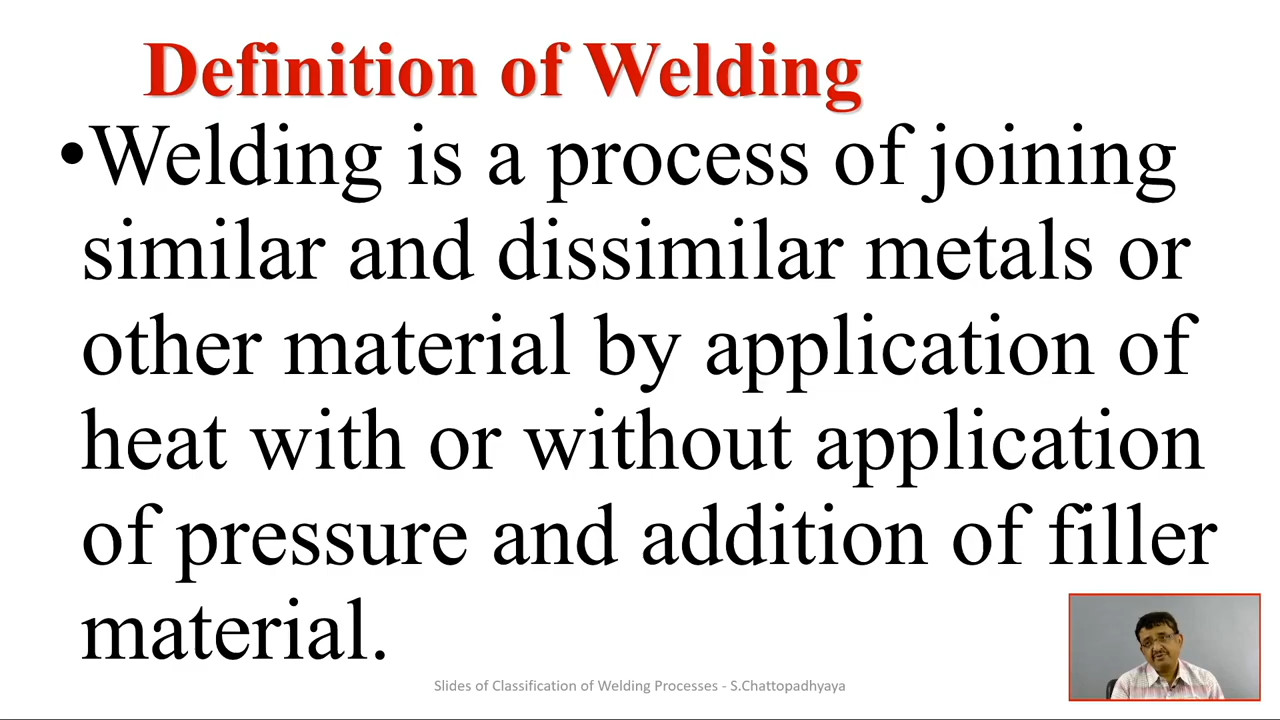 Definition of Welding
•Welding is a process of joining
similar and dissimilar metals or
other material by application of
heat with or without application
of pressure and addition of filler
material.
Slides of Classification of Welding Processes - S.Chattopadhyaya